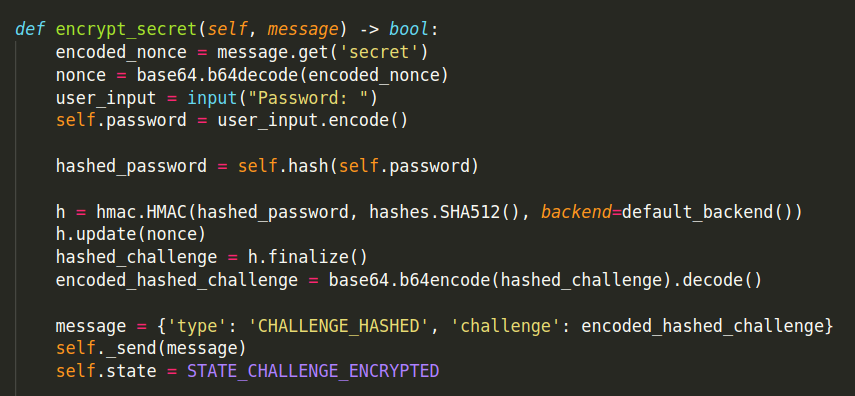 def encrypt_secret(self, message) -> bool:
    encoded_nonce = message.get('secret')
    nonce = base64.b64decode(encoded_nonce)
    user_input = input("Password: ")
    self.password = user_input.encode()

    hashed_password = self.hash(self.password)

    h = hmac.HMAC(hashed_password, hashes.SHA512(), backend=default_backend())
    h.update(nonce)
    hashed_challenge = h.finalize()
    encoded_hashed_challenge = base64.b64encode(hashed_challenge).decode()

    message = {'type': 'CHALLENGE_HASHED', 'challenge': encoded_hashed_challenge}
    self._send(message)
    self.state = STATE_CHALLENGE_ENCRYPTED